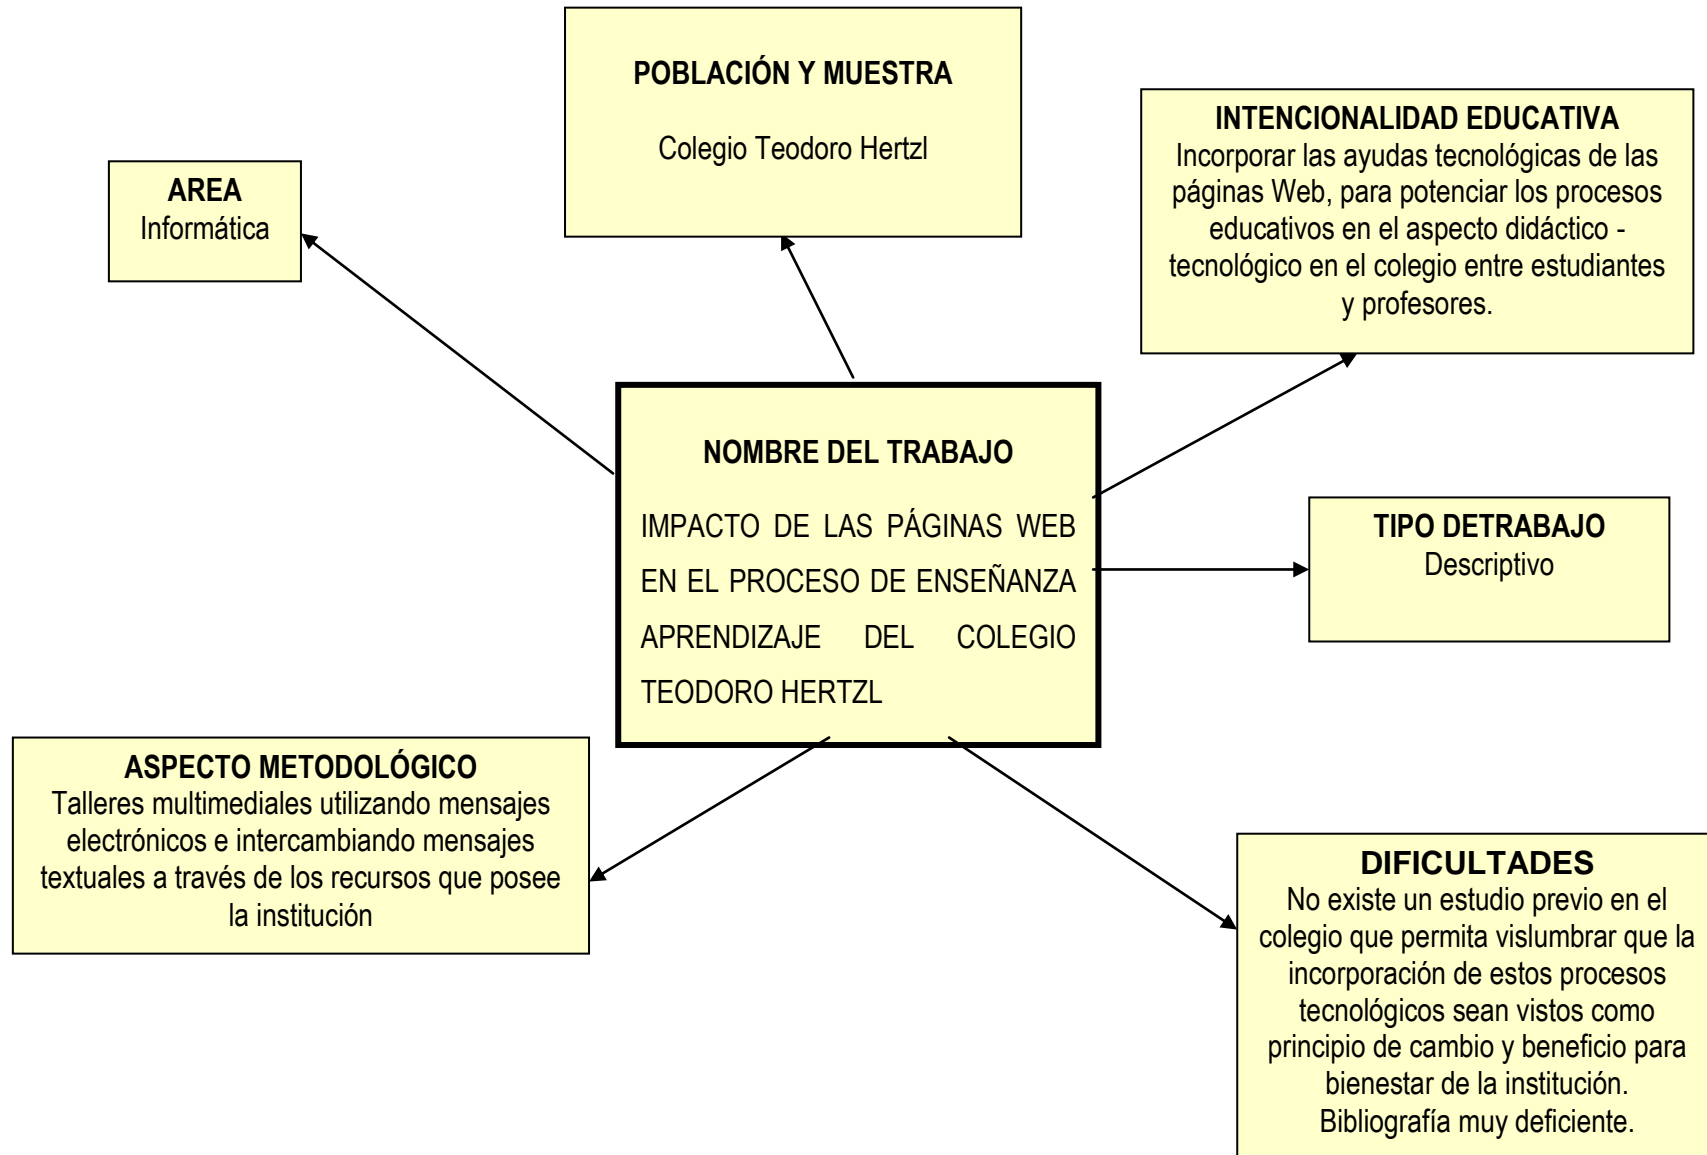 POBLACIÓN Y MUESTRA
Colegio Teodoro Hertzl
INTENCIONALIDAD EDUCATIVA
Incorporar las ayudas tecnológicas de las
páginas Web, para potenciar los procesos
educativos en el aspecto didáctico -
tecnológico en el colegio entre estudiantes
y profesores.
AREA
Informática
NOMBRE DEL TRABAJO
IMPACTO DE LAS PÁGINAS WEB
EN EL PROCESO DE ENSEÑANZA
APRENDIZAJE DEL COLEGIO
TEODORO HERTZL
TIPO DETRABAJO
Descriptivo
ASPECTO METODOLÓGICO
Talleres multimediales utilizando mensajes
electrónicos e intercambiando mensajes
textuales a través de los recursos que posee
la institución
DIFICULTADES
No existe un estudio previo en el
colegio que permita vislumbrar que la
incorporación de estos procesos
tecnológicos sean vistos como
principio de cambio y beneficio para
bienestar de la institución.
Bibliografía muy deficiente.